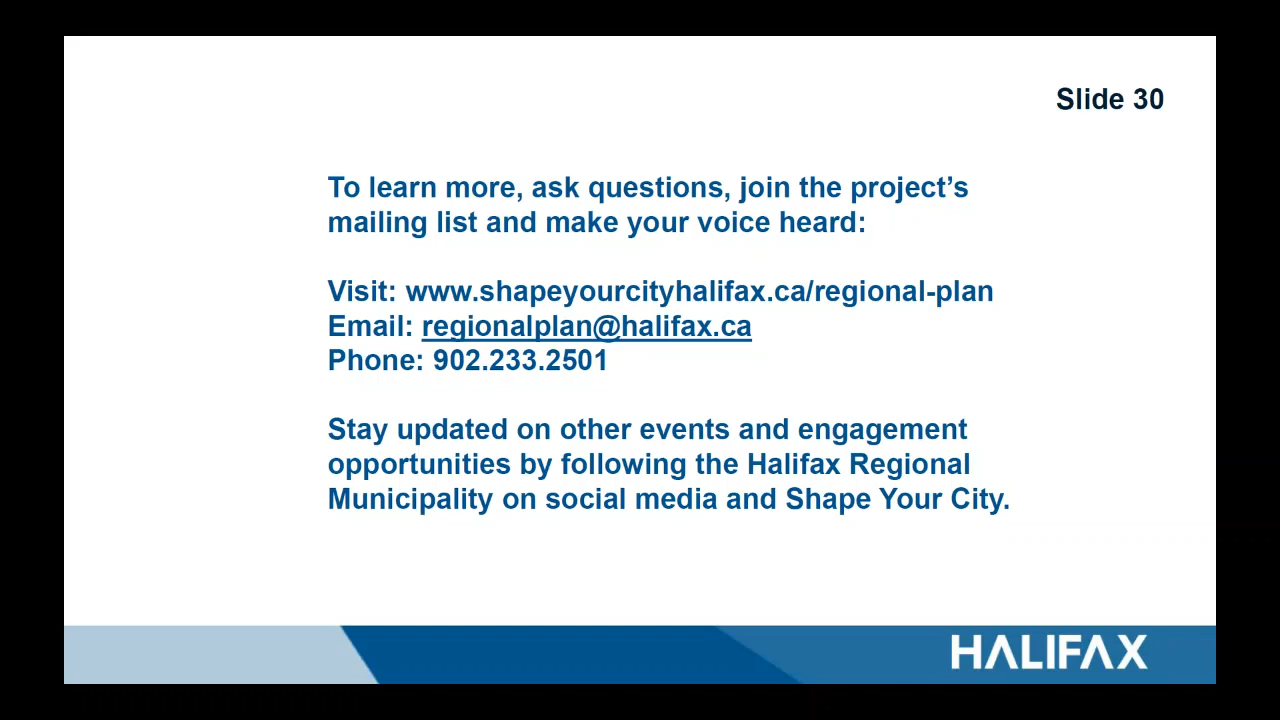 Slide 30
To learn more, ask questions, join the project’s
mailing list and make your voice heard:
Visit: www.shapeyourcityhalifax.ca/regional-plan
Email: regionalplan@halifax.ca
Phone: 902.233.2501
Stay updated on other events and engagement
opportunities by following the Halifax Regional
Municipality on social media and Shape Your City.
HALIFAX